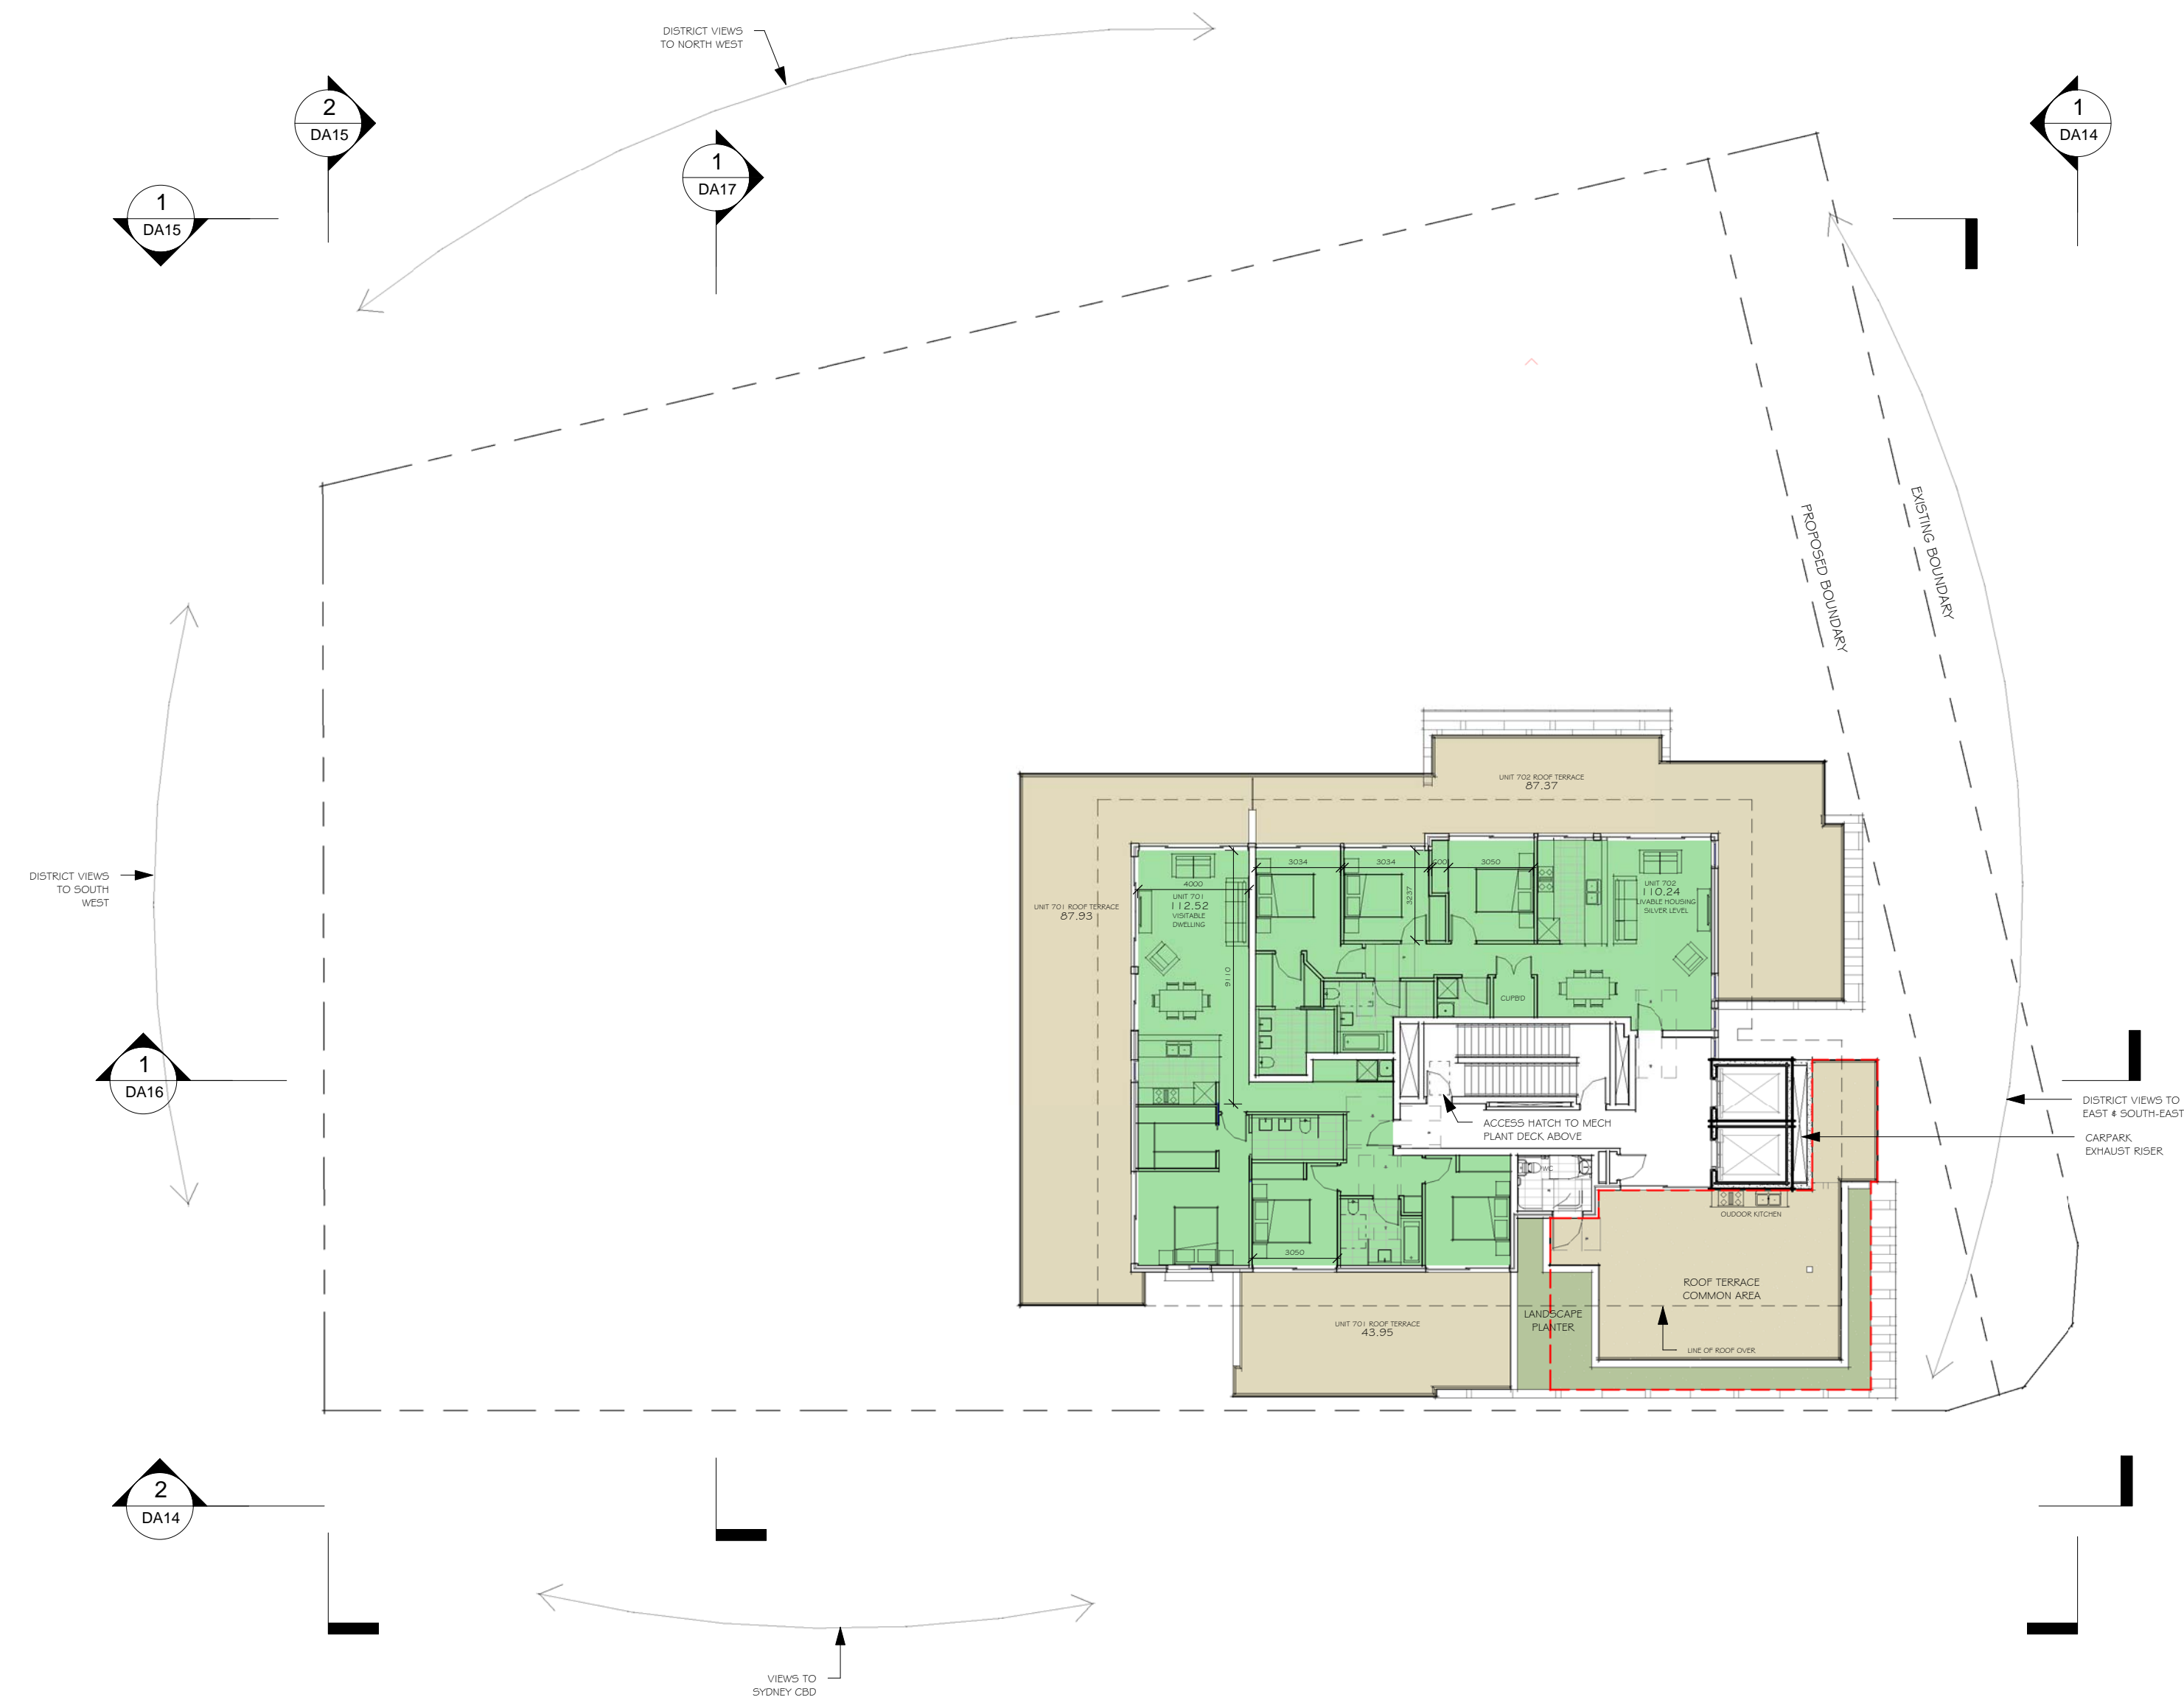 DISTRICT VIEWS
TO NORTH WEST
2
DA15
1
DA17
1
DA14
1
DA15
PROPOSED BOUNDARY
EXISTING BOUNDARY
UNIT 702 ROOF TERRACE
87.37
DISTRICT VIEWS
TO SOUTH
WEST
UNIT 701 ROOF TERRACE
87.93
4000
UNIT 701
112.52
VISITABLE
DWELLING
9110
3034
3034
3237
3050
UNIT 702
110.24
LIVABLE HOUSING
SILVER LEVEL
CUPBD
1
DA16
ACCESS HATCH TO MECH
PLANT DECK ABOVE
DISTRICT VIEWS TO
EAST & SOUTH-EAST
CARPARK
EXHAUST RISER
WC
OUDOOR KITCHEN
3050
ROOF TERRACE
COMMON AREA
LANDSCAPE
PLANTER
UNIT 701 ROOF TERRACE
43.95
LINE OF ROOF OVER
2
DA14
VIEWS TO
SYDNEY CBD